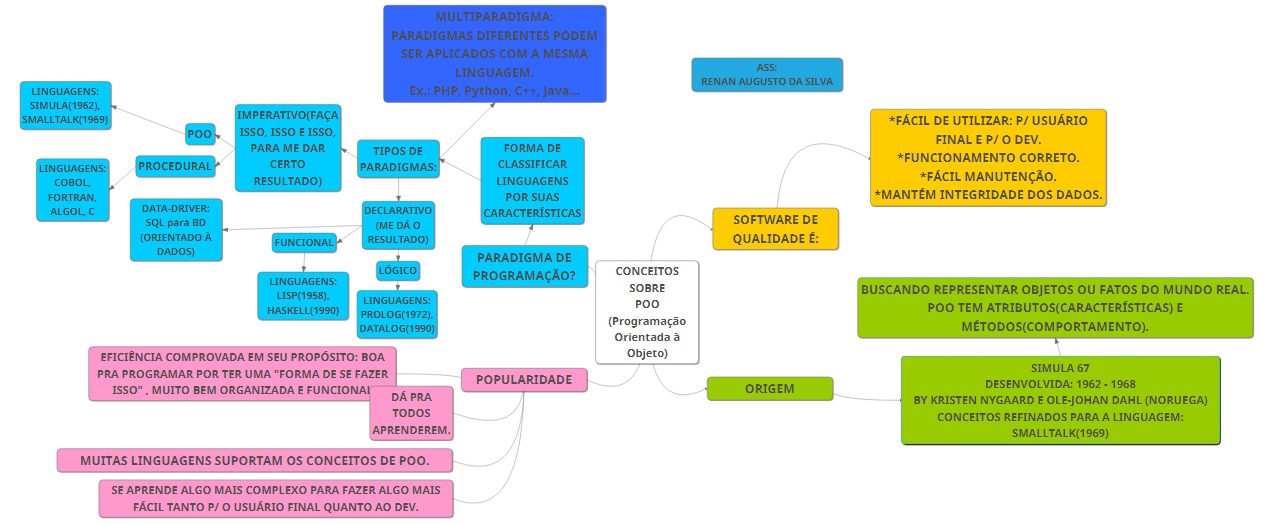 MULTIPARADIGMA:
PARADIGMAS DIFERENTES PODEM
SER APLICADOS COM A MESMA
LINGUAGEM.
Ex.: PHP, Python, C++, Java...
ASS:
RENAN AUGUSTO DA SILVA
LINGUAGENS:
SIMULA(1962),
SMALLTALK(1969)
POO
IMPERATIVO(FAÇA
ISSO, ISSO E ISSO,
PARA ME DAR
CERTO
RESULTADO)
TIPOS DE
PARADIGMAS:
FORMA DE
CLASSIFICAR
LINGUAGENS
POR SUAS
CARACTERÍSTICAS
*FÁCIL DE UTILIZAR: P/ USUÁRIO
FINAL E P/ O DEV.
*FUNCIONAMENTO CORRETO.
*FÁCIL MANUTENÇÃO.
*MANTÉM INTEGRIDADE DOS DADOS.
PROCEDURAL
LINGUAGENS:
COBOL,
FORTRAN,
ALGOL, C
DATA-DRIVER:
SQL para BD
(ORIENTADO À
DADOS)
DECLARATIVO
(ME DÁ O
RESULTADO)
FUNCIONAL
LÓGICO
LINGUAGENS:
LISP(1958),
HASKELL(1990)
LINGUAGENS:
PROLOG(1972),
DATALOG(1990)
PARADIGMA DE
PROGRAMAÇÃO?
SOFTWARE DE
QUALIDADE É:
CONCEITOS
SOBRE
POO
(Programação
Orientada à
Objeto)
BUSCANDO REPRESENTAR OBJETOS OU FATOS DO MUNDO REAL.
POO TEM ATRIBUTOS(CARACTERÍSTICAS) E
MÉTODOS(COMPORTAMENTO).
EFICIÊNCIA COMPROVADA EM SEU PROPÓSITO: BOA
PRA PROGRAMAR POR TER UMA "FORMA DE SE FAZER
ISSO" , MUITO BEM ORGANIZADA E FUNCIONAL
POPULARIDADE
ORIGEM
SIMULA 67
DESENVOLVIDA: 1962 - 1968
BY KRISTEN NYGAARD E OLE-JOHAN DAHL (NORUEGA)
CONCEITOS REFINADOS PARA A LINGUAGEM:
SMALLTALK(1969)
DÁ PRA
TODOS
APRENDEREM.
MUITAS LINGUAGENS SUPORTAM OS CONCEITOS DE POO.
SE APRENDE ALGO MAIS COMPLEXO PARA FAZER ALGO MAIS
FÁCIL TANTO P/ O USUÁRIO FINAL QUANTO AO DEV.